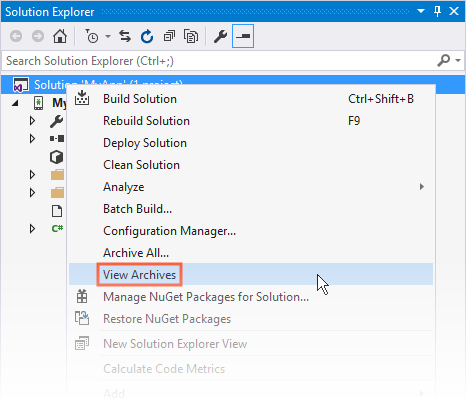 Solution Explorer
Search Solution Explorer (Ctrl+;)
Solution 'MyApp' (1 project)
My
Build Solution Ctrl+Shift+B
Rebuild Solution F9
Deploy Solution
Clean Solution
Analyze
Batch Build...
Configuration Manager...
Archive All...
View Archives
Manage NuGet Packages for Solution...
Restore NuGet Packages
New Solution Explorer View
Calculate Code Metrics
C# Add